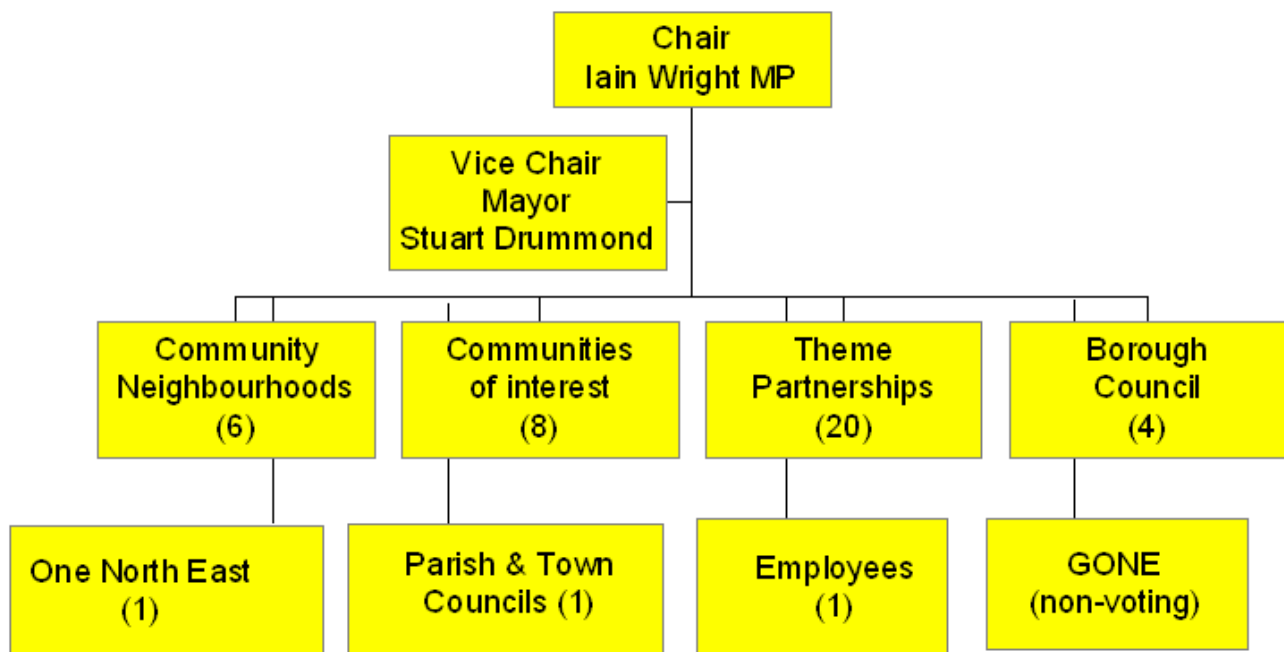 Chair
Iain Wright MP
Vice Chair
Mayor
Stuart Drummond
Community
Neighbourhoods
(6)
Communities
of interest
(8)
Theme
Partnerships
(20)
Borough
Council
(4)
One North East
(1)
Parish & Town
Councils (1)
Employees
(1)
GONE
(non-voting)